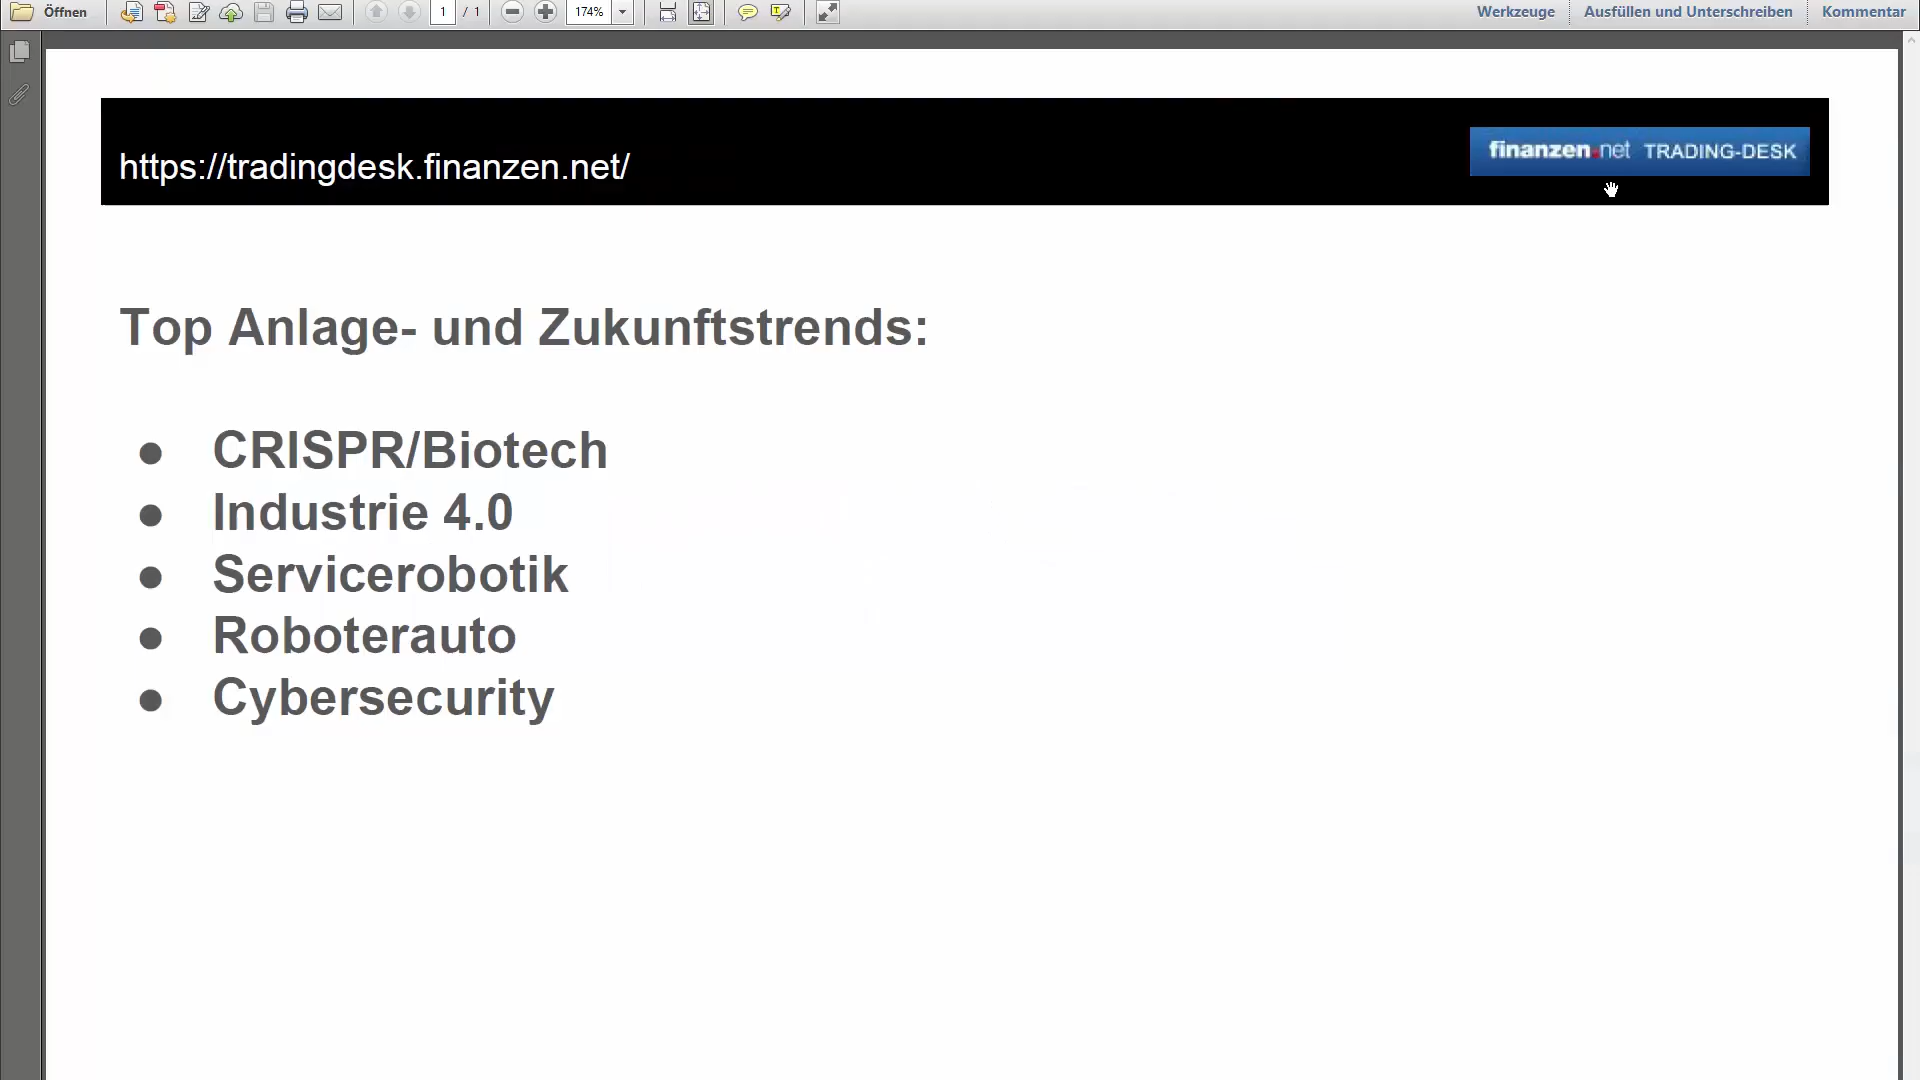 Öffnen 1 / 1 174% Werkzeuge Ausfüllen und Unterschreiben Kommentar
https://tradingdesk.finanzen.net/
finanzen.net TRADING-DESK
Top Anlage- und Zukunftstrends:
● CRISPR/Biotech
● Industrie 4.0
● Servicerobotik
● Roboterauto
● Cybersecurity